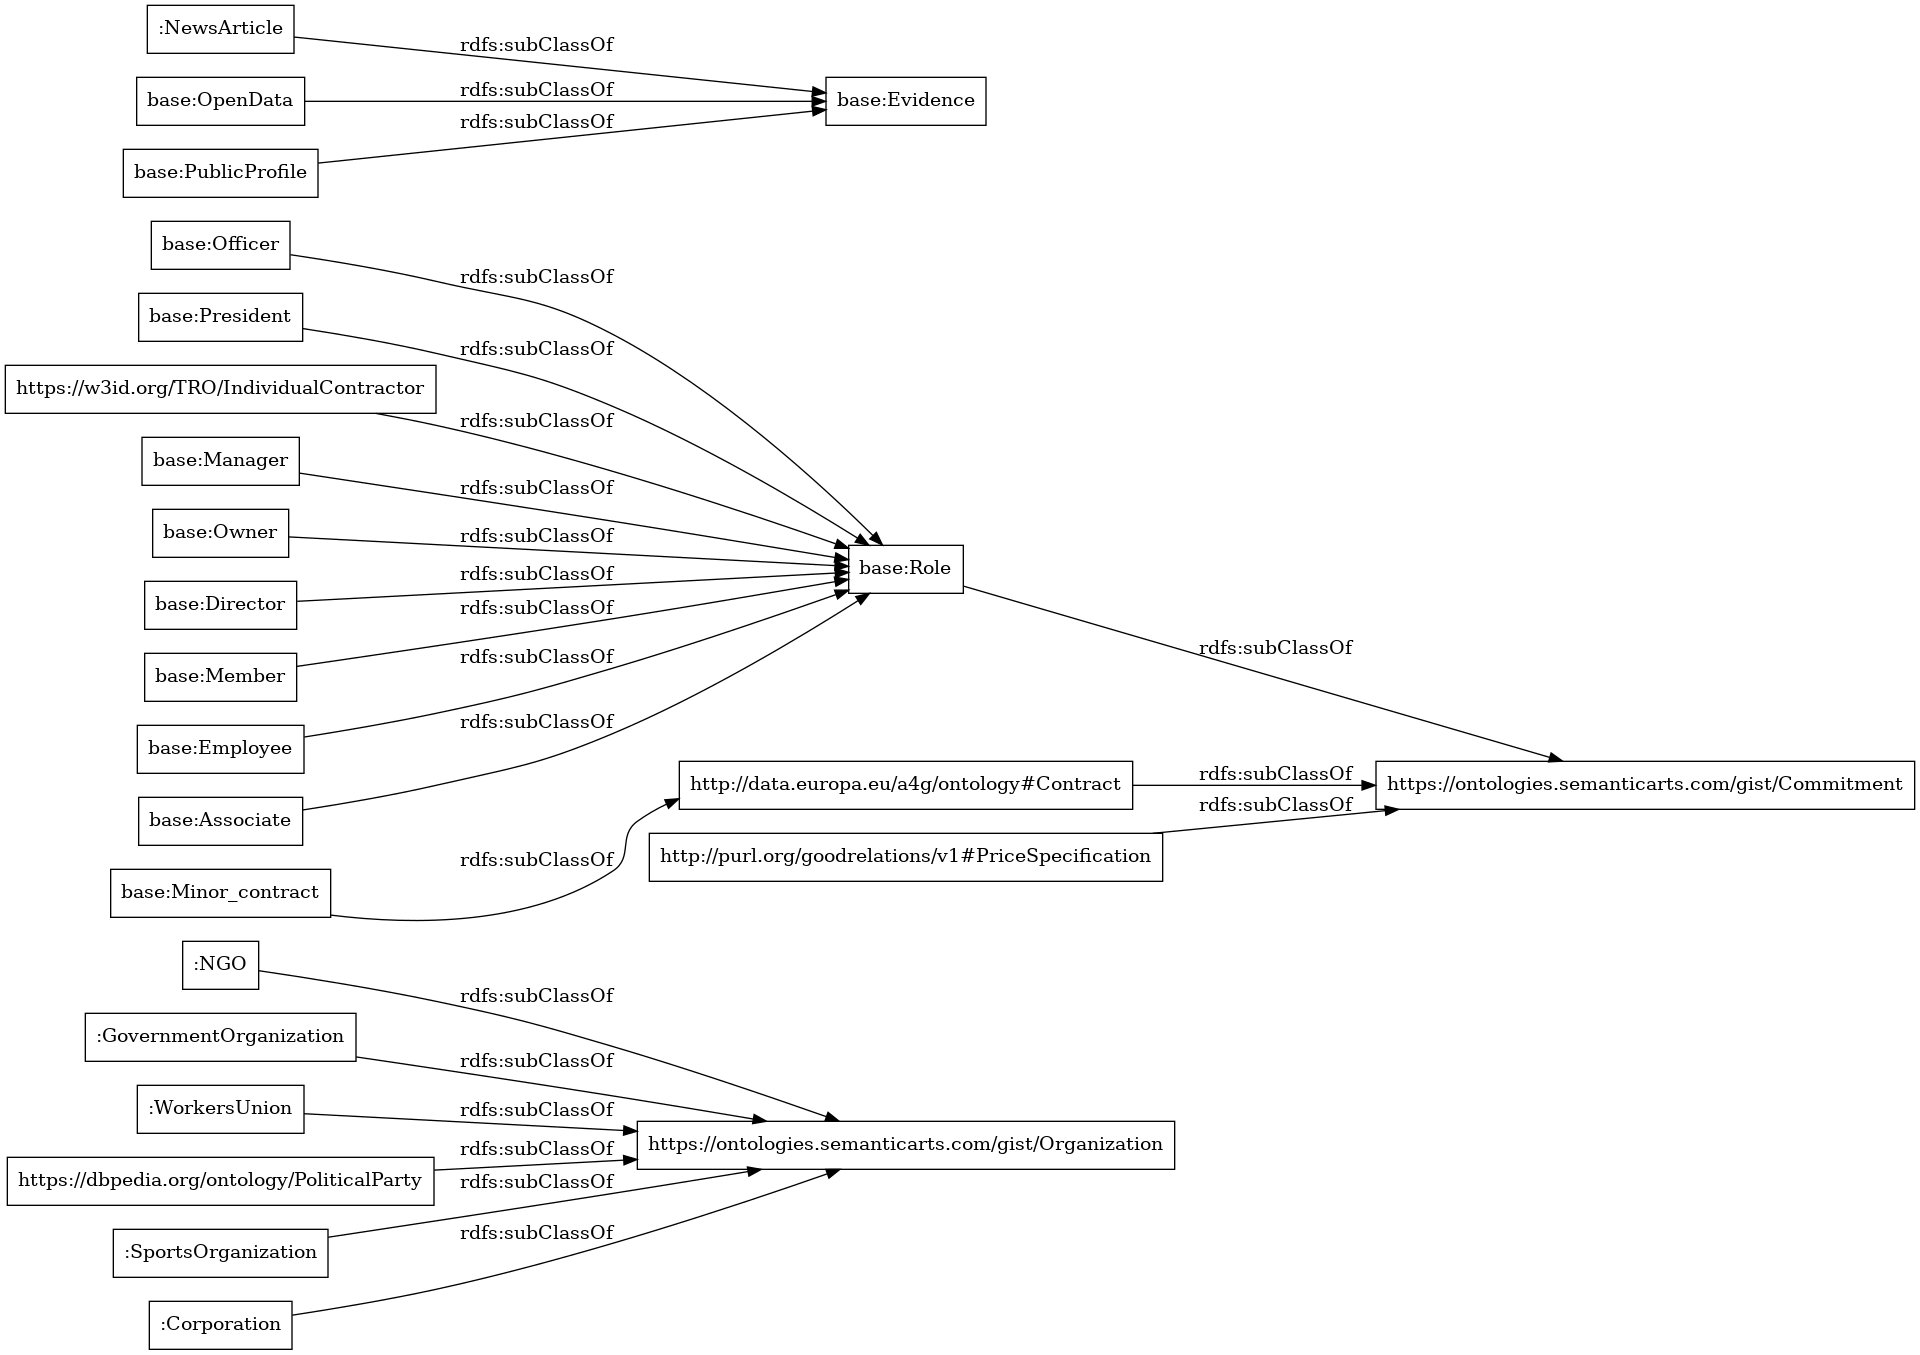 :NewsArticle
rdfs:subClassOf
base:OpenData
rdfs:subClassOf
base:Evidence
rdfs:subClassOf
base:PublicProfile
base:Officer
rdfs:subClassOf
base:President
rdfs:subClassOf
https://w3id.org/TRO/IndividualContractor
rdfs:subClassOf
base:Manager
rdfs:subClassOf
base:Owner
rdfs:subClassOf
base:Role
rdfs:subClassOf
base:Director
rdfs:subClassOf
rdfs:subClassOf
base:Member
rdfs:subClassOf
base:Employee
rdfs:subClassOf
rdfs:subClassOf
http://data.europa.eu/a4g/ontology#Contract
https://ontologies.semanticarts.com/gist/Commitment
rdfs:subClassOf
base:Associate
http://purl.org/goodrelations/v1#PriceSpecification
rdfs:subClassOf
base:Minor_contract
:NGO
rdfs:subClassOf
:GovernmentOrganization
rdfs:subClassOf
:WorkersUnion
rdfs:subClassOf
https://ontologies.semanticarts.com/gist/Organization
rdfs:subClassOf
https://dbpedia.org/ontology/PoliticalParty
rdfs:subClassOf
:SportsOrganization
rdfs:subClassOf
:Corporation